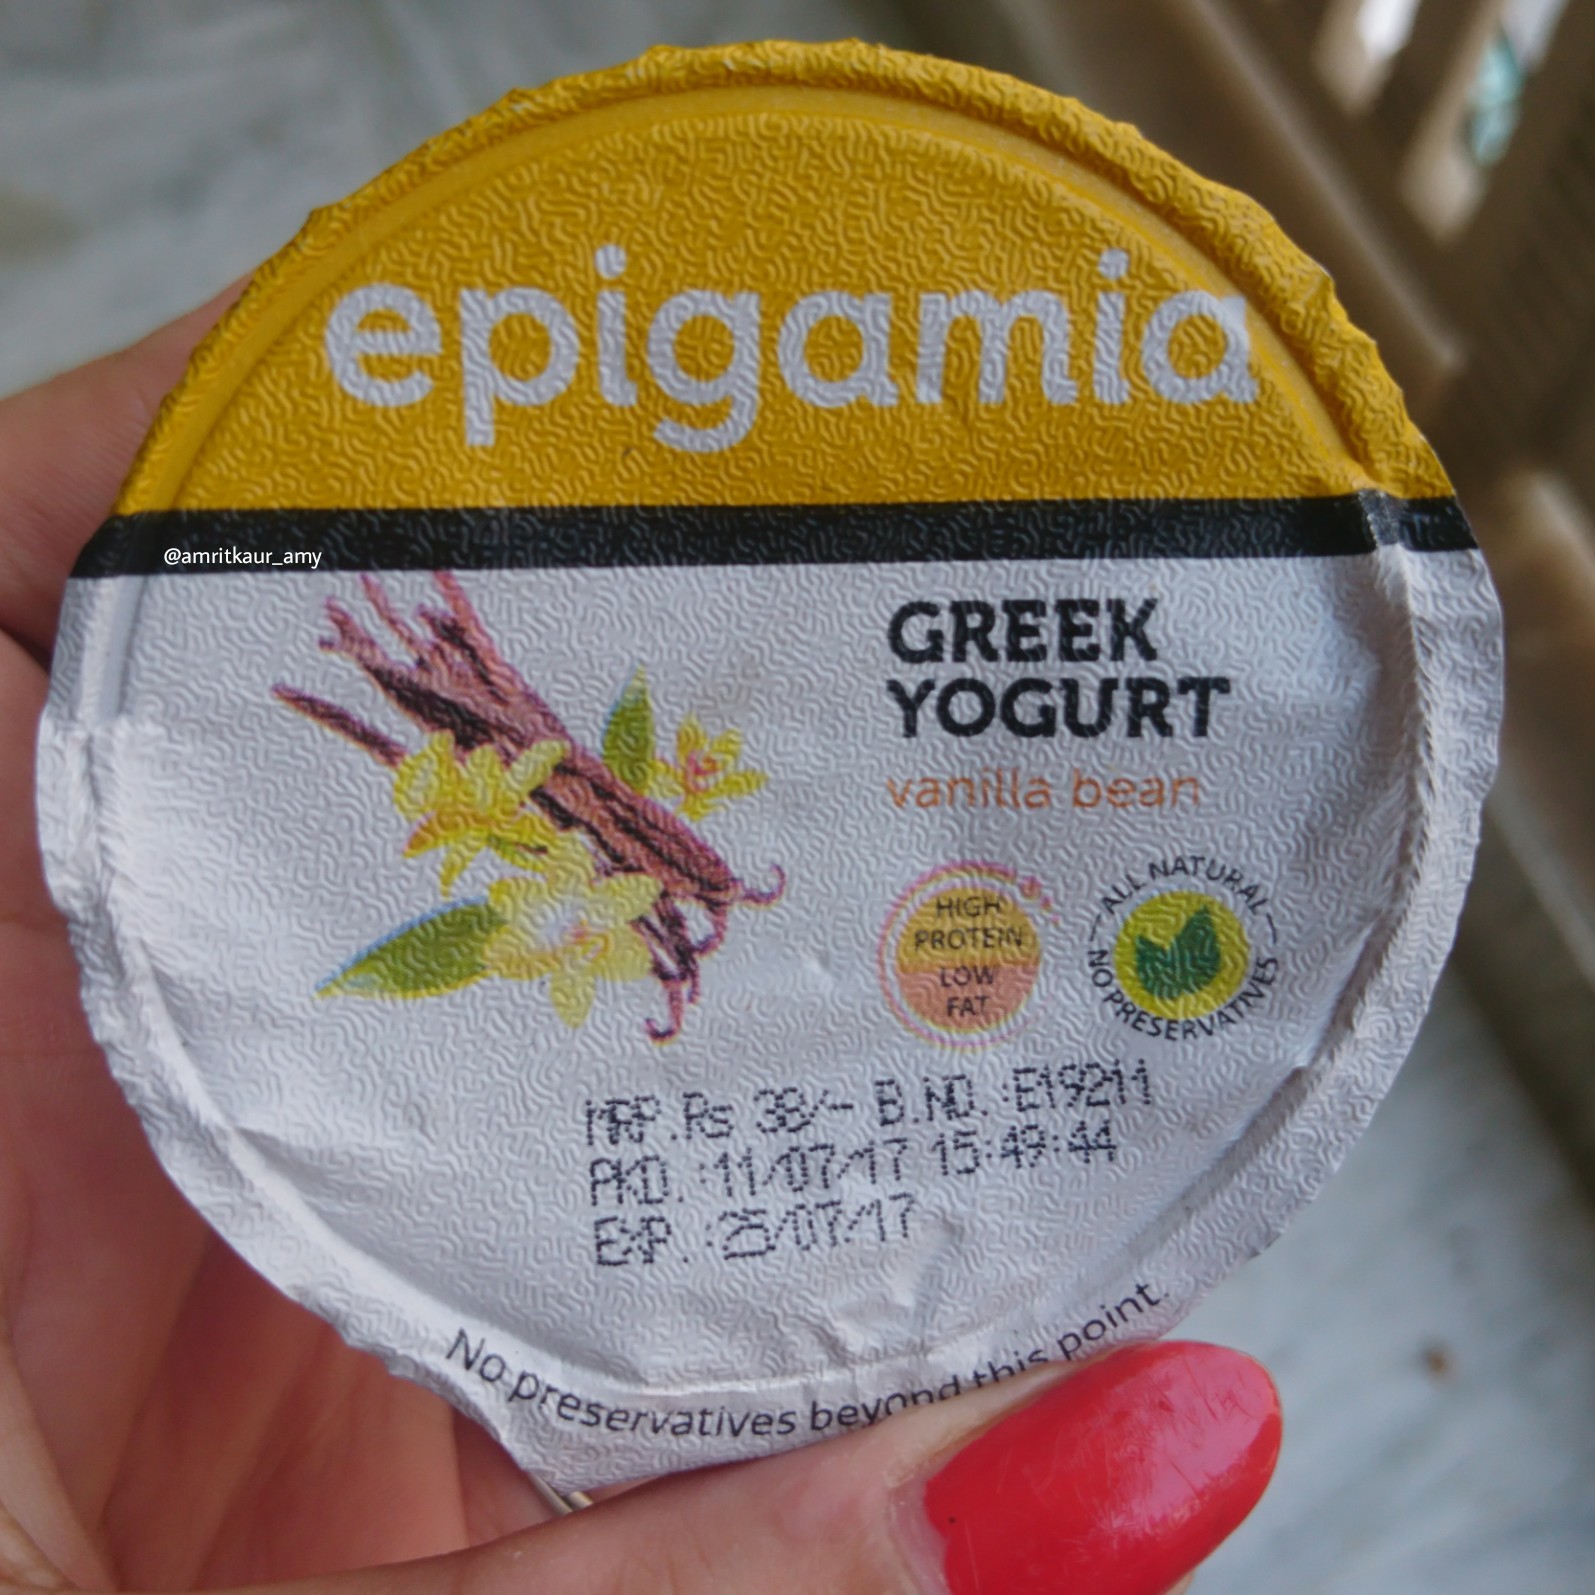 epigamia
@amritkaur_amy
GREEK
YOGURT
vanilla bean
HIGH
PROTEIN
LOW
FAT
ALL NATURAL
NO PRESERVATIVES
MRP.Rs 38/- B.NO. :E19211
PKD. :11/07/17 15:49:44
EXP. :25/07/17
No preservatives beyond this point.